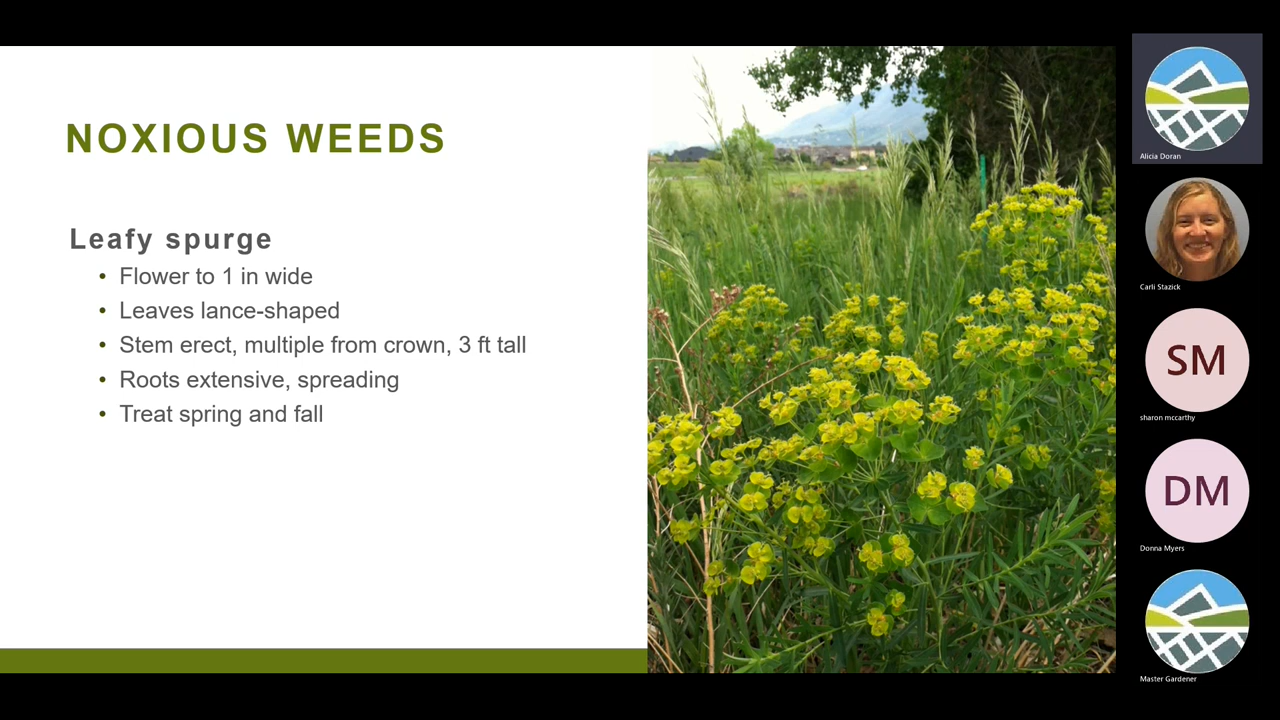 NOXIOUS WEEDS
Leafy spurge
• Flower to 1 in wide
• Leaves lance-shaped
• Stem erect, multiple from crown, 3 ft tall
• Roots extensive, spreading
• Treat spring and fall
Alicia Doran
Carli Stazick
SM
sharon mccarthy
DM
Donna Myers
Master Gardener